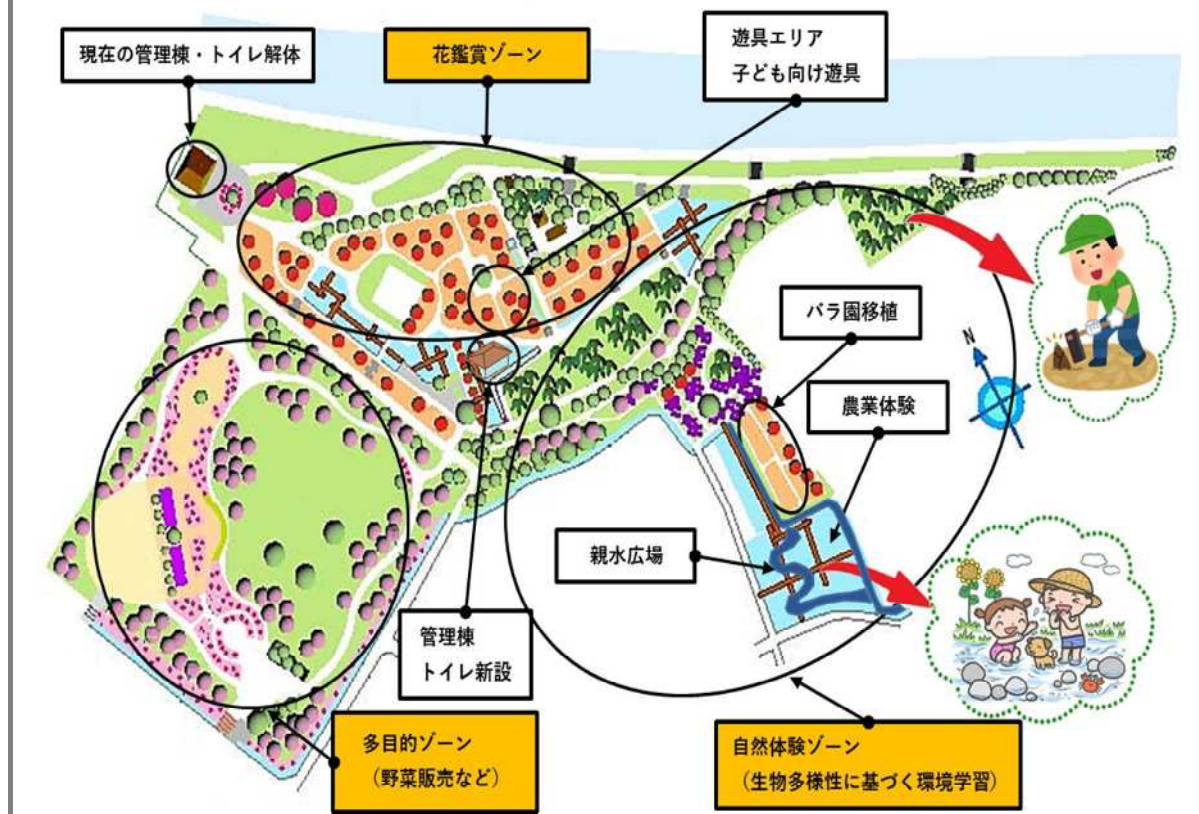 現在の管理棟・トイレ解体
花鑑賞ゾーン
遊具エリア
子ども向け遊具
バラ園移植
N
農業体験
親水広場
管理棟
トイレ新設
多目的ゾーン
(野菜販売など)
自然体験ゾーン
(生物多様性に基づく環境学習)